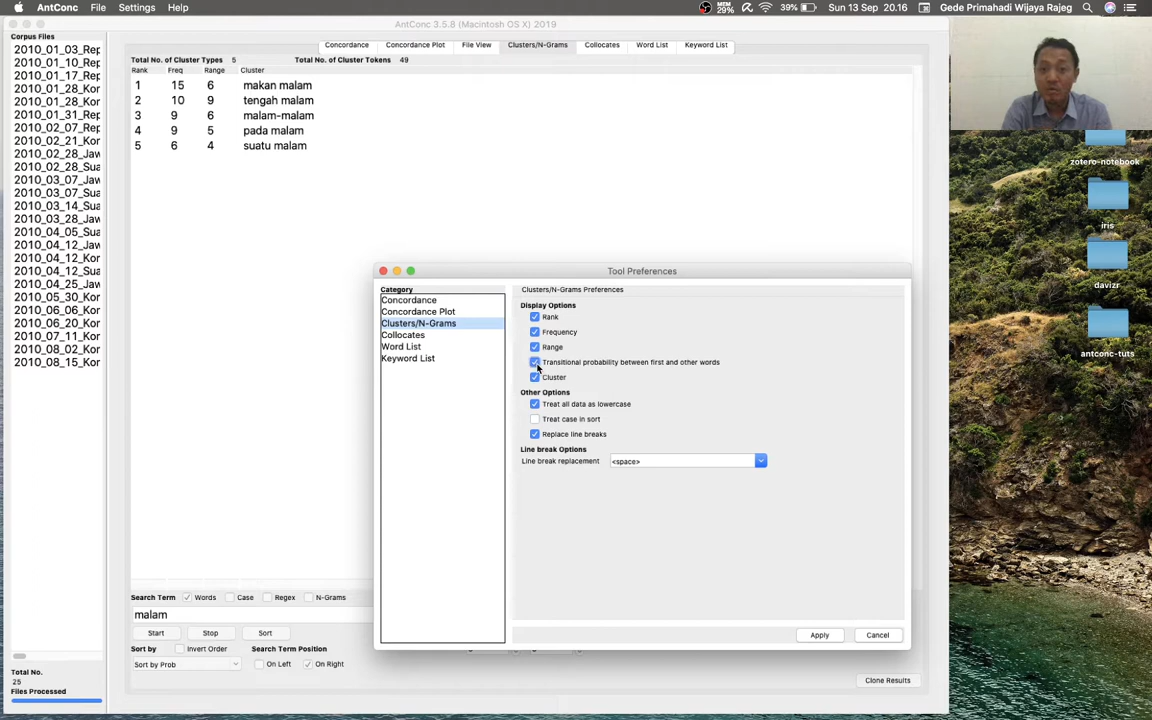 AntConc File Settings Help
MEM 29% 39% Sun 13 Sep 20.16 Gede Primahadi Wijaya Rajeg
AntConc 3.5.8 (Macintosh OS X) 2019
Corpus Files
2010_01_03_Rep
2010_01_10_Rep
2010_01_17_Rep
2010_01_28_Kor
2010_01_28_Kor
2010_01_31_Rep
2010_02_07_Rep
2010_02_21_Kor
2010_02_28_Jaw
2010_02_28_Sua
2010_03_07_Jaw
2010_03_07_Sua
2010_03_14_Sua
2010_03_28_Jaw
2010_04_05_Sua
2010_04_12_Jaw
2010_04_12_Sua
2010_04_25_Jaw
2010_05_30_Kor
2010_06_06_Kor
2010_06_20_Kor
2010_07_11_Kor
2010_08_02_Kor
2010_08_15_Kor
Total No.
25
Files Processed
Concordance Concordance Plot File View Clusters/N-Grams Collocates Word List Keyword List
Total No. of Cluster Types 5 Total No. of Cluster Tokens 49
Rank Freq Range Cluster
1 15 6 makan malam
2 10 9 tengah malam
3 9 6 malam-malam
4 9 5 pada malam
5 6 4 suatu malam
Search Term Words Case Regex N-Grams
malam
Start Stop Sort
Sort by Invert Order Search Term Position
Sort by Prob On Left On Right
Clone Results
Tool Preferences
Category
Concordance
Concordance Plot
Clusters/N-Grams
Collocates
Word List
Keyword List
Clusters/N-Grams Preferences
Display Options
Rank
Frequency
Range
Transitional probability between first and other words
Cluster
Other Options
Treat all data as lowercase
Treat case in sort
Replace line breaks
Line break Options
Line break replacement <space>
Apply Cancel
zotero-notebook
iris
davizr
antconc-tuts